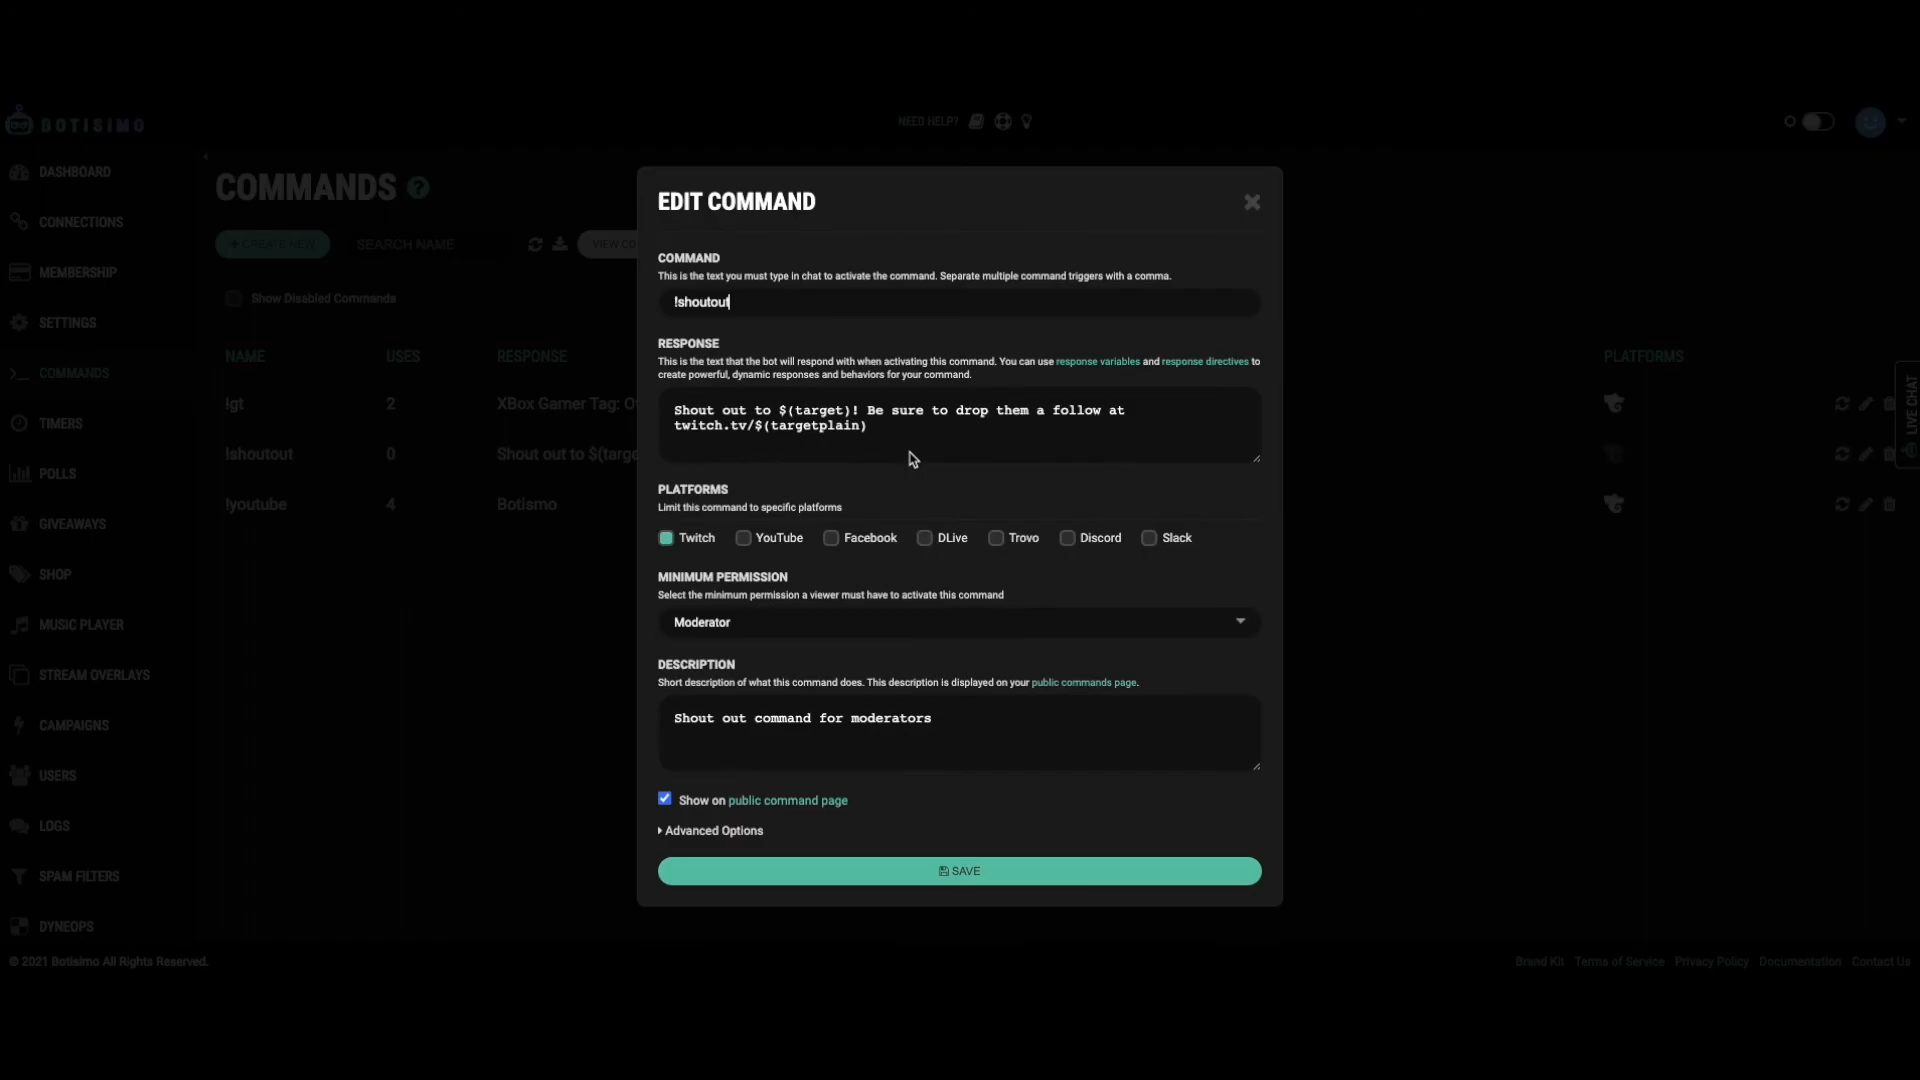 BOTISIMO
NEED HELP?
DASHBOARD
CONNECTIONS
MEMBERSHIP
SETTINGS
COMMANDS
TIMERS
POLLS
GIVEAWAYS
SHOP
MUSIC PLAYER
STREAM OVERLAYS
CAMPAIGNS
USERS
LOGS
SPAM FILTERS
DYNEOPS
COMMANDS ?
+ CREATE NEW
SEARCH NAME
VIEW CO
Show Disabled Commands
NAME USES RESPONSE PLATFORMS
!gt 2 XBox Gamer Tag:
!shoutout 0 Shout out to $(targe
!youtube 4 Botismo
LIVE CHAT
EDIT COMMAND
COMMAND
This is the text you must type in chat to activate the command. Separate multiple command triggers with a comma.
!shoutout
RESPONSE
This is the text that the bot will respond with when activating this command. You can use response variables and response directives to
create powerful, dynamic responses and behaviors for your command.
Shout out to $(target)! Be sure to drop them a follow at
twitch.tv/$(targetplain)
PLATFORMS
Limit this command to specific platforms
Twitch YouTube Facebook DLive Trovo Discord Slack
MINIMUM PERMISSION
Select the minimum permission a viewer must have to activate this command
Moderator
DESCRIPTION
Short description of what this command does. This description is displayed on your public commands page.
Shout out command for moderators
Show on public command page
Advanced Options
SAVE
© 2021 Botisimo All Rights Reserved.
Brand Kit Terms of Service Privacy Policy Documentation Contact Us